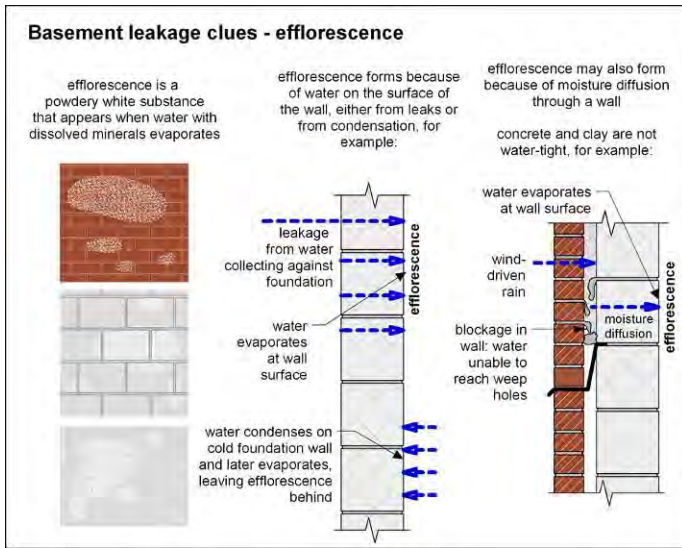 Basement leakage clues - efflorescence
efflorescence is a
powdery white substance
that appears when water with
dissolved minerals evaporates
efflorescence forms because
of water on the surface of
the wall, either from leaks or
from condensation, for
example:
leakage
from water
collecting against
foundation
water
evaporates
at wall
surface
efflorescence
water condenses on
cold foundation wall
and later evaporates,
leaving efflorescence
behind
efflorescence may also form
because of moisture diffusion
through a wall
concrete and clay are not
water-tight, for example:
water evaporates
at wall surface
wind-
driven
rain
moisture
diffusion
blockage in
wall: water
unable to
reach weep
holes
efflorescence